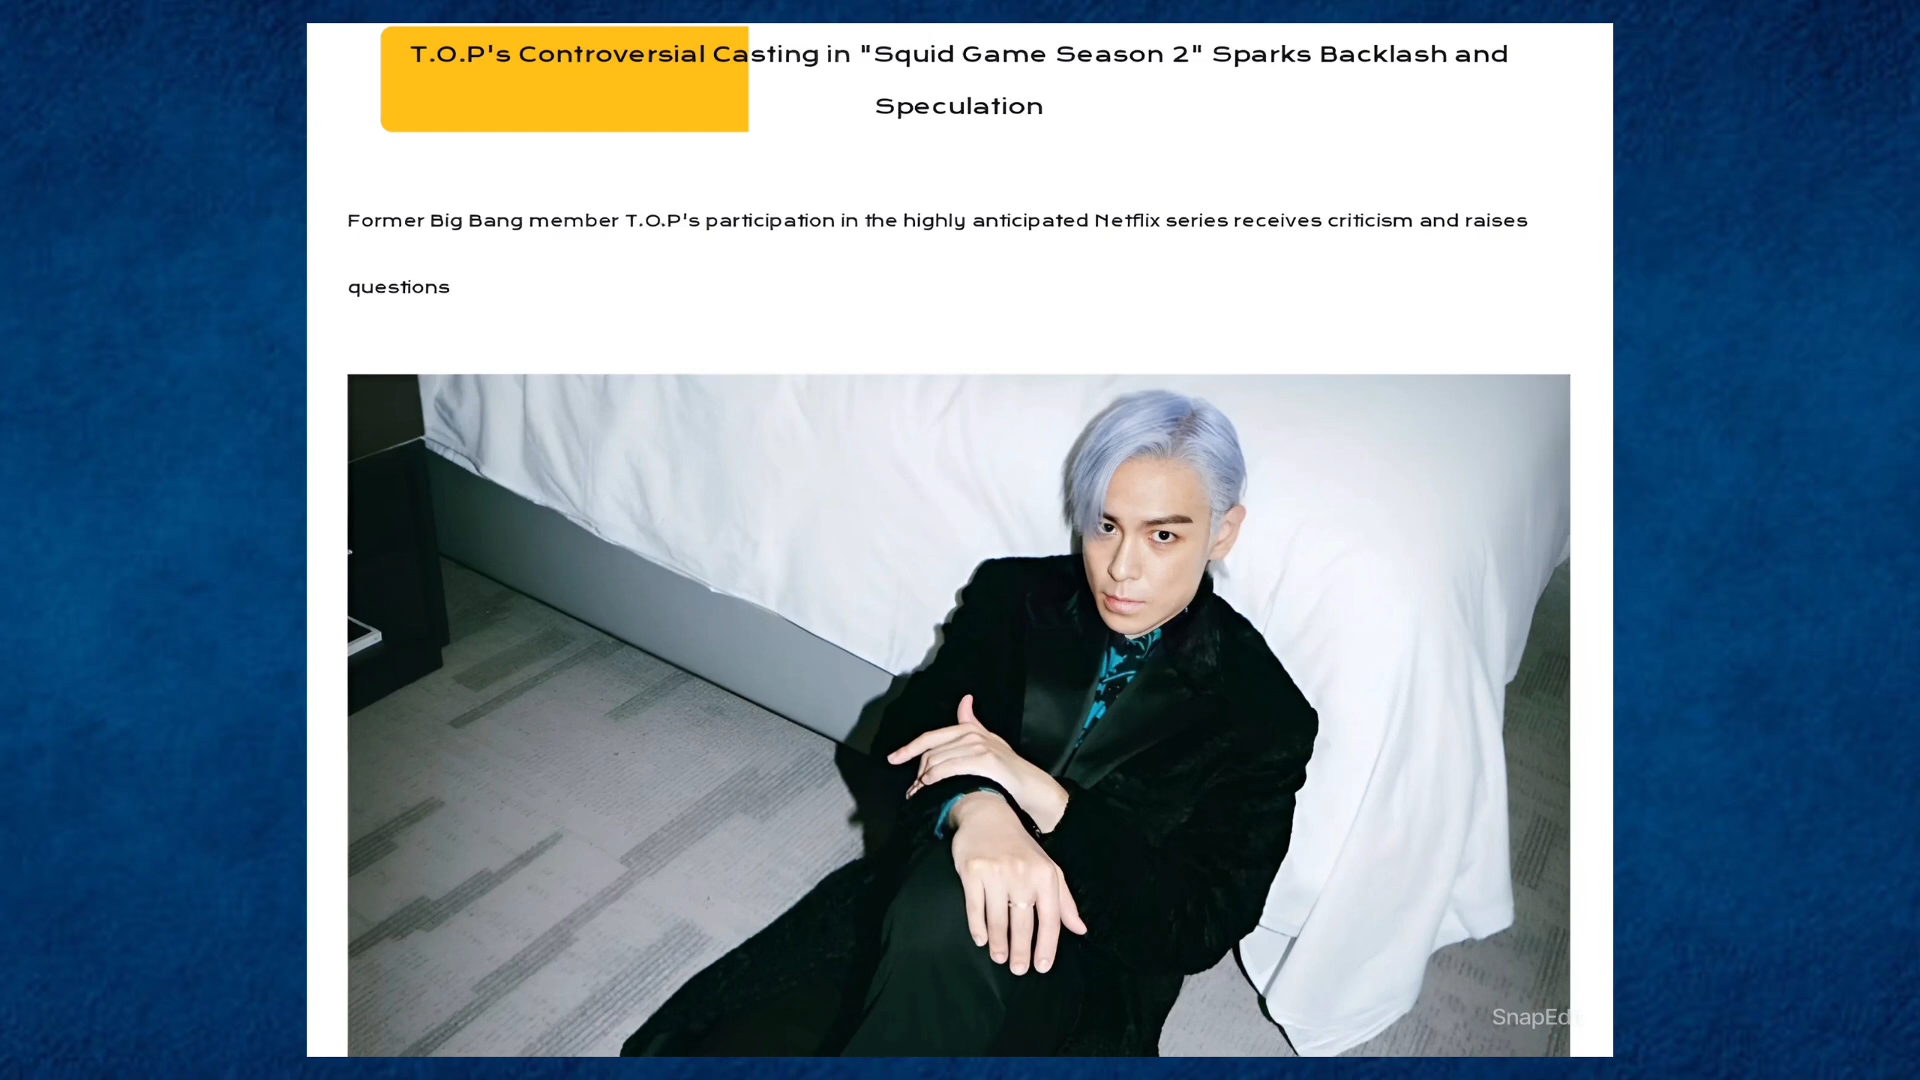 T.O.P's Controversial Casting in "Squid Game Season 2" Sparks Backlash and
Speculation
Former Big Bang member T.O.P's participation in the highly anticipated Netflix series receives criticism and raises
questions
SnapEdit